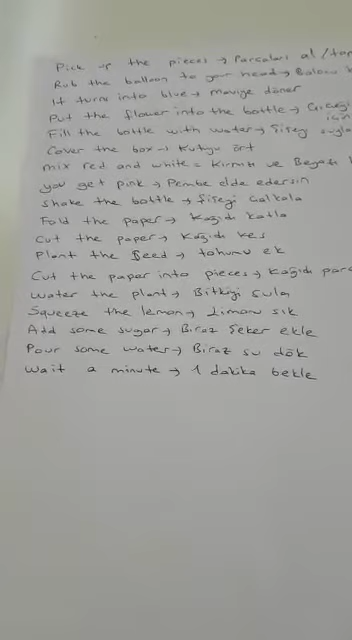 Pick up the pieces → Parçaları al / top
Rub the balloon to your head → Balonu
It turns into blue → maviye döner
Put the flower into the bottle → Çiçeği
Fill the bottle with water → Şişeyi suyla
Cover the box → Kutuyu ört
mix red and white = Kırmızı ve Beyazı
you get pink → Pembe elde edersin
Shake the bottle → Şişeyi çalkala
Fold the paper → Kağıdı katla
Cut the paper → Kağıdı kes
Plant the seed → tohumu ek
Cut the paper into pieces → Kağıdı parç
Water the plant → Bitkiyi sula
Squeeze the lemon → Limonu sık
Add some sugar → Biraz Şeker ekle
Pour some water → Biraz su dök
Wait a minute → 1 dakika bekle